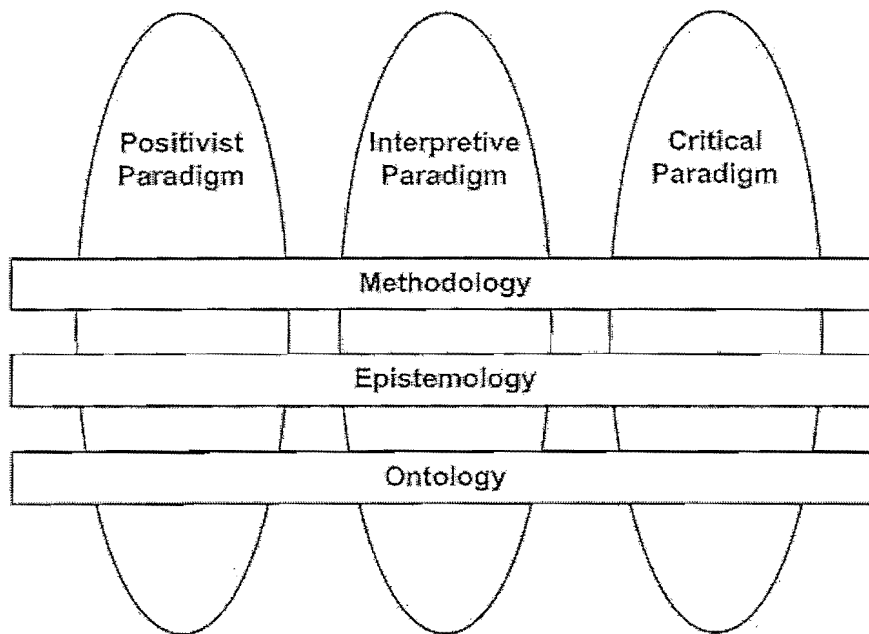 Positivist
Paradigm
Interpretive
Paradigm
Critical
Paradigm
Methodology
Epistemology
Ontology